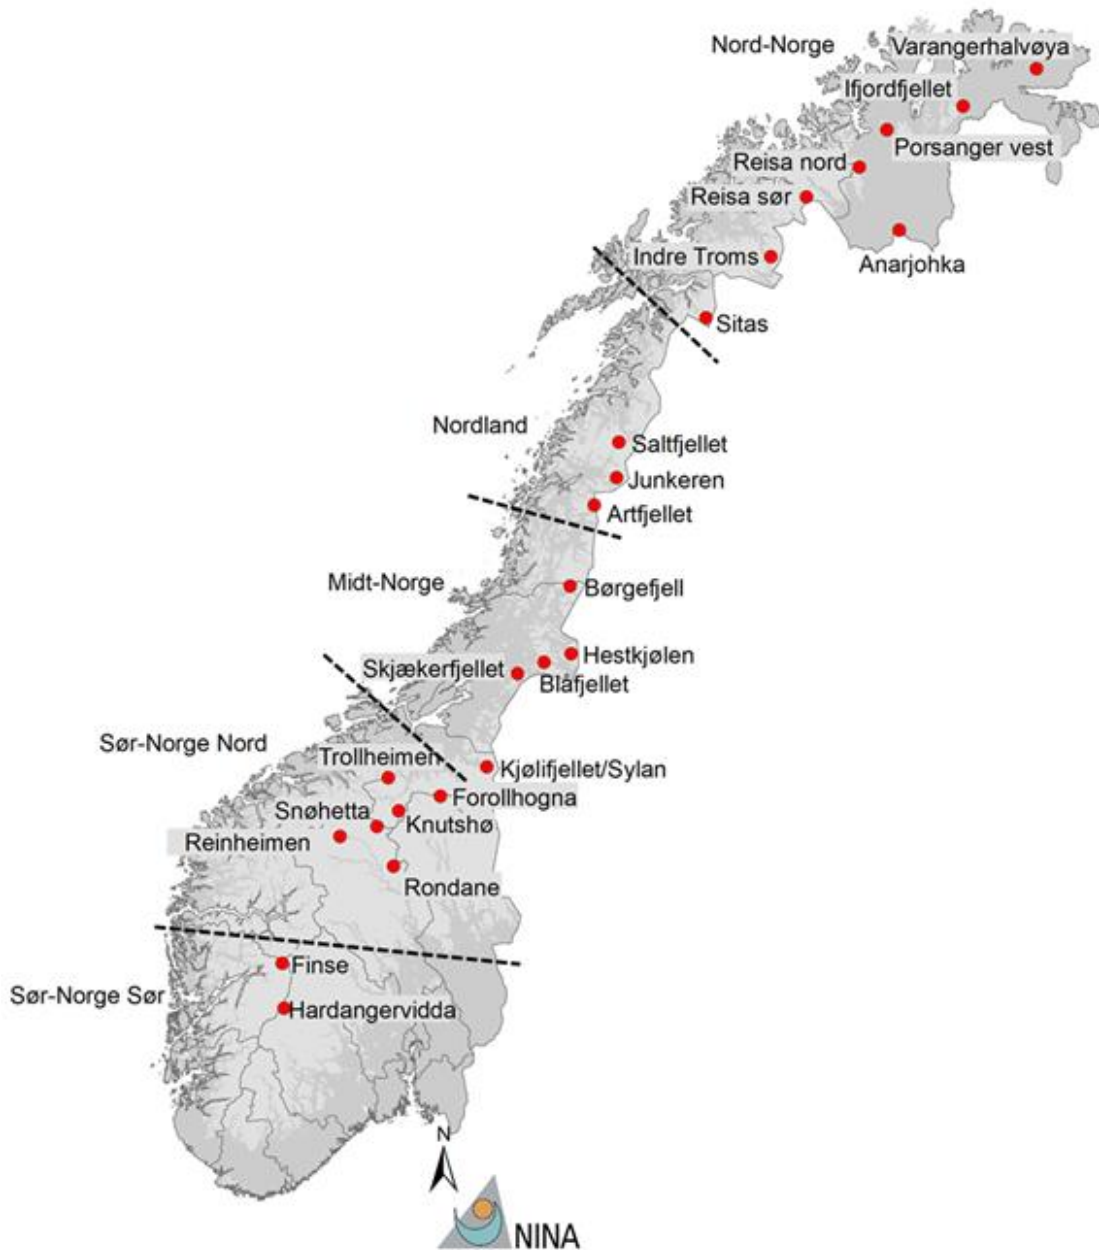 Nord-Norge
Varangerhalvøya
Ifjordfjellet
Porsanger vest
Reisa nord
Reisa sør
Anarjohka
Indre Troms
Sitas
Nordland
Saltfjellet
Junkeren
Artfjellet
Midt-Norge
Børgefjell
Hestkjølen
Skjækerfjellet
Blåfjellet
Sør-Norge Nord
Trollheimen
Kjølifjellet/Sylan
Forollhogna
Snøhetta
Knutshø
Reinheimen
Rondane
Finse
Sør-Norge Sør
Hardangervidda
N
NINA